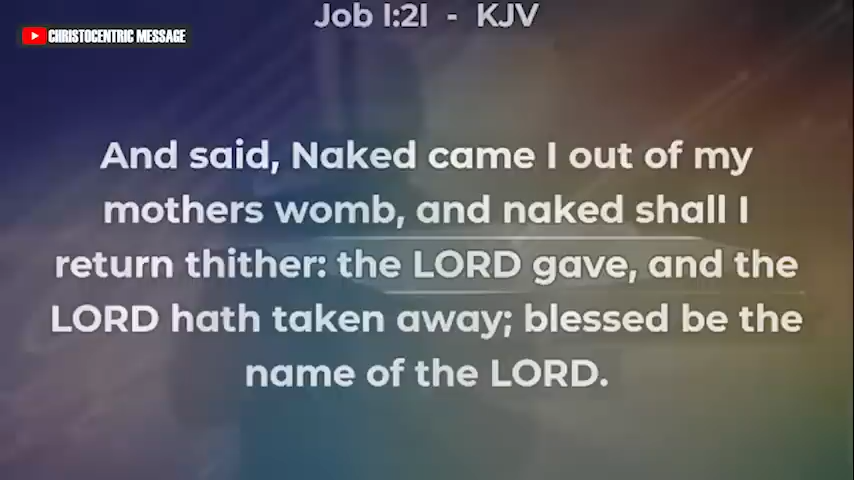 Job 1:21 - KJV
CHRISTOCENTRIC MESSAGE
And said, Naked came I out of my
mothers womb, and naked shall I
return thither: the LORD gave, and the
LORD hath taken away; blessed be the
name of the LORD.